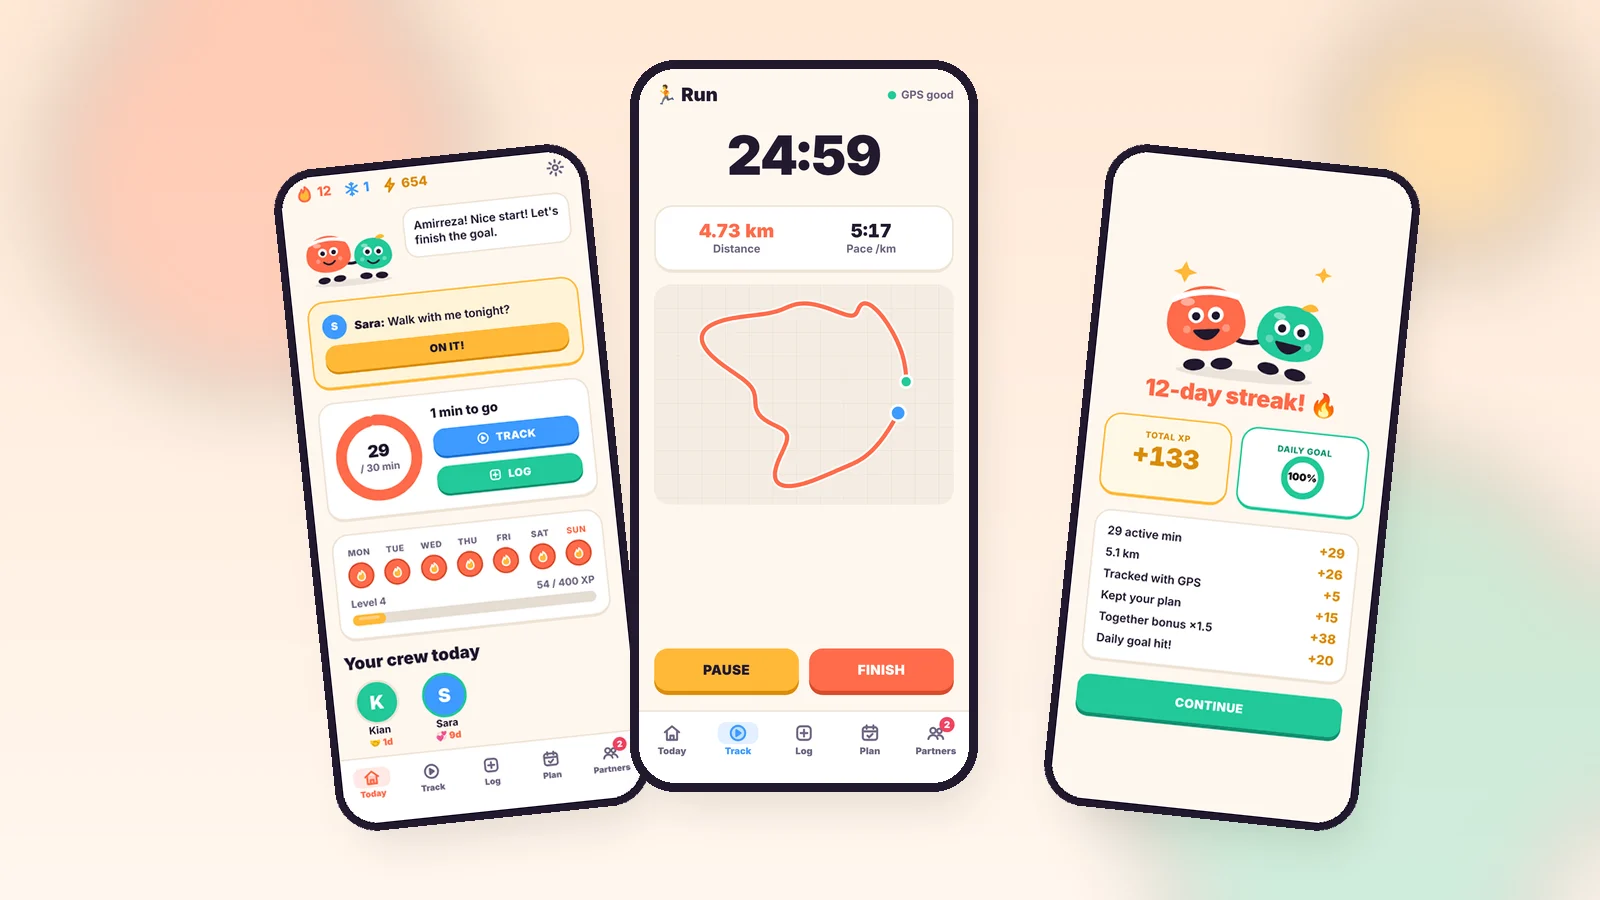 12 1 654
Amirreza! Nice start! Let's
finish the goal.
S Sara: Walk with me tonight?
ON IT!
29
/ 30 min
1 min to go
TRACK
LOG
MON TUE WED THU FRI SAT SUN
Level 4 54 / 400 XP
Your crew today
K S
Kian Sara
1d 9d
Today Track Log Plan Partners 2
Run GPS good
24:59
4.73 km 5:17
Distance Pace /km
PAUSE FINISH
Today Track Log Plan Partners 2
12-day streak!
TOTAL XP
+133
DAILY GOAL
100%
29 active min +29
5.1 km +26
Tracked with GPS +5
Kept your plan +15
Together bonus ×1.5 +38
Daily goal hit! +20
CONTINUE